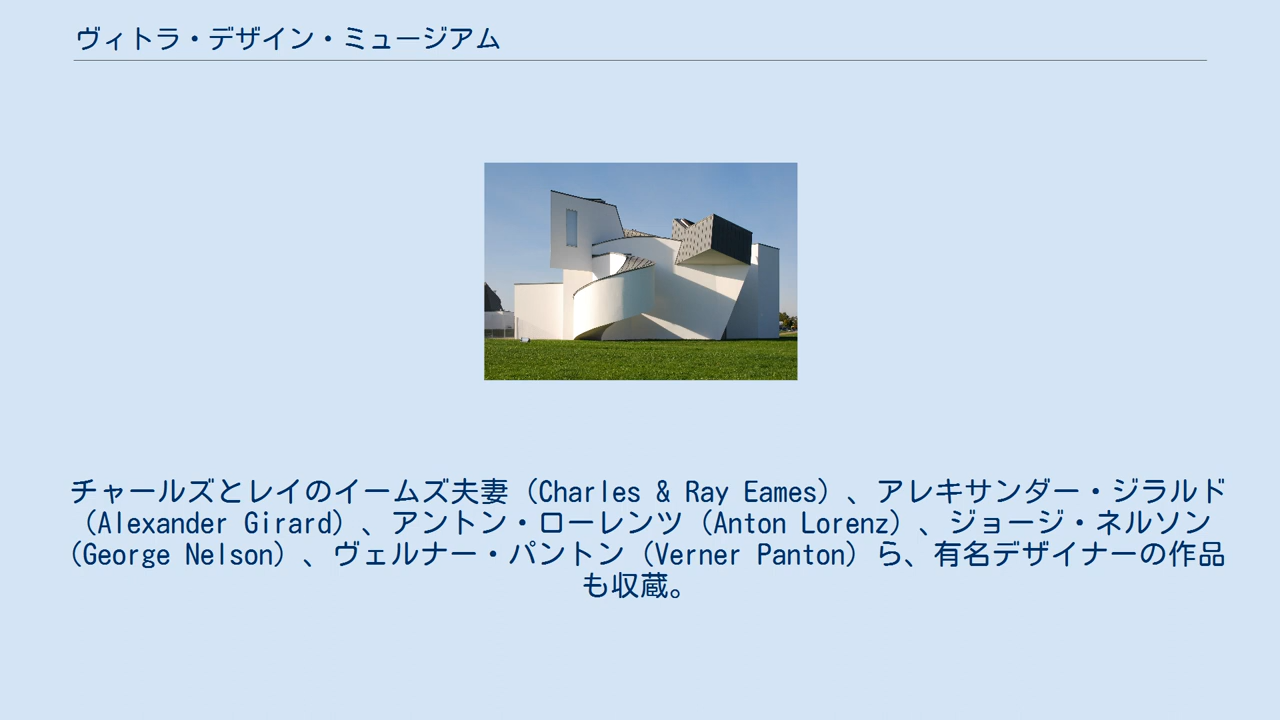 ヴィトラ・デザイン・ミュージアム
チャールズとレイのイームズ夫妻（Charles & Ray Eames）、アレキサンダー・ジラルド
（Alexander Girard）、アントン・ローレンツ（Anton Lorenz）、ジョージ・ネルソン
（George Nelson）、ヴェルナー・パントン（Verner Panton）ら、有名デザイナーの作品
も収蔵。